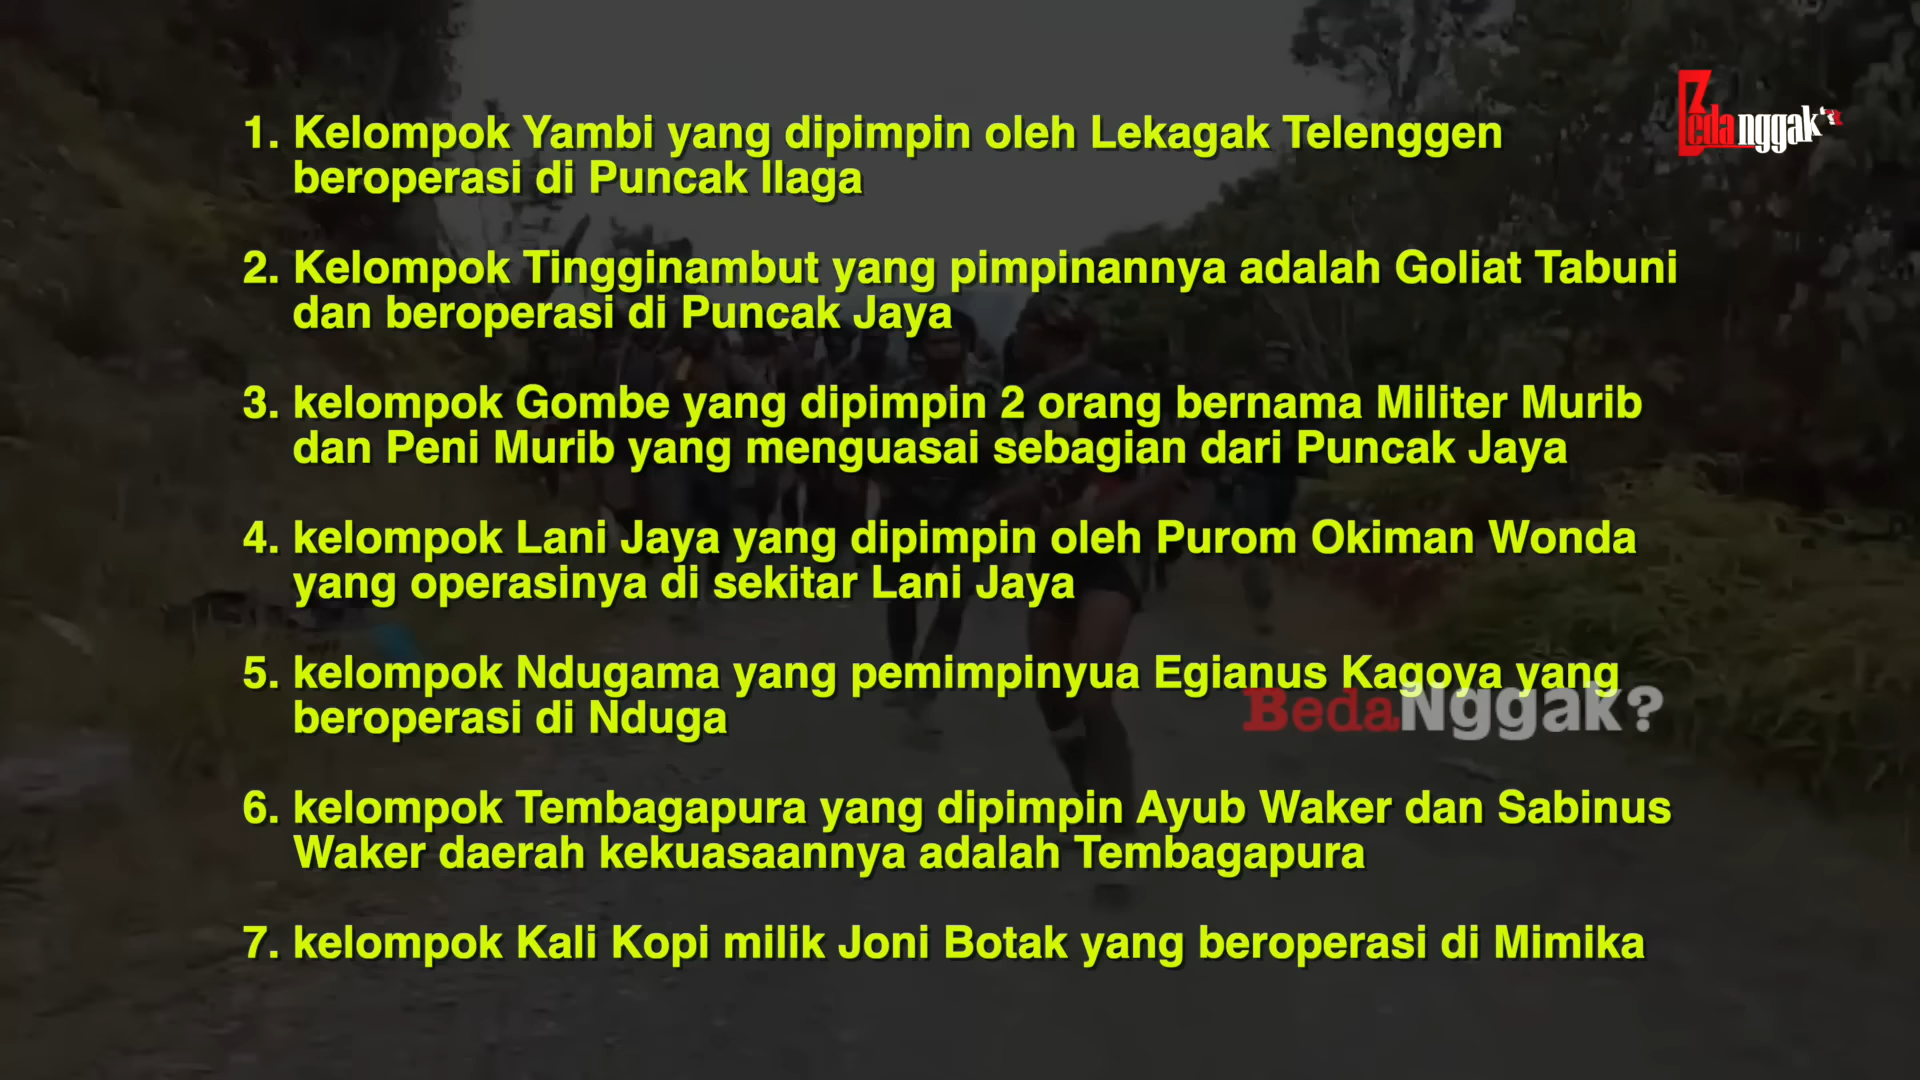 Beda nggak?
1. Kelompok Yambi yang dipimpin oleh Lekagak Telenggen
beroperasi di Puncak Ilaga
2. Kelompok Tingginambut yang pimpinannya adalah Goliat Tabuni
dan beroperasi di Puncak Jaya
3. kelompok Gombe yang dipimpin 2 orang bernama Militer Murib
dan Peni Murib yang menguasai sebagian dari Puncak Jaya
4. kelompok Lani Jaya yang dipimpin oleh Purom Okiman Wonda
yang operasinya di sekitar Lani Jaya
5. kelompok Ndugama yang pemimpinyua Egianus Kagoya yang
beroperasi di Nduga
BedaNggak?
6. kelompok Tembagapura yang dipimpin Ayub Waker dan Sabinus
Waker daerah kekuasaannya adalah Tembagapura
7. kelompok Kali Kopi milik Joni Botak yang beroperasi di Mimika